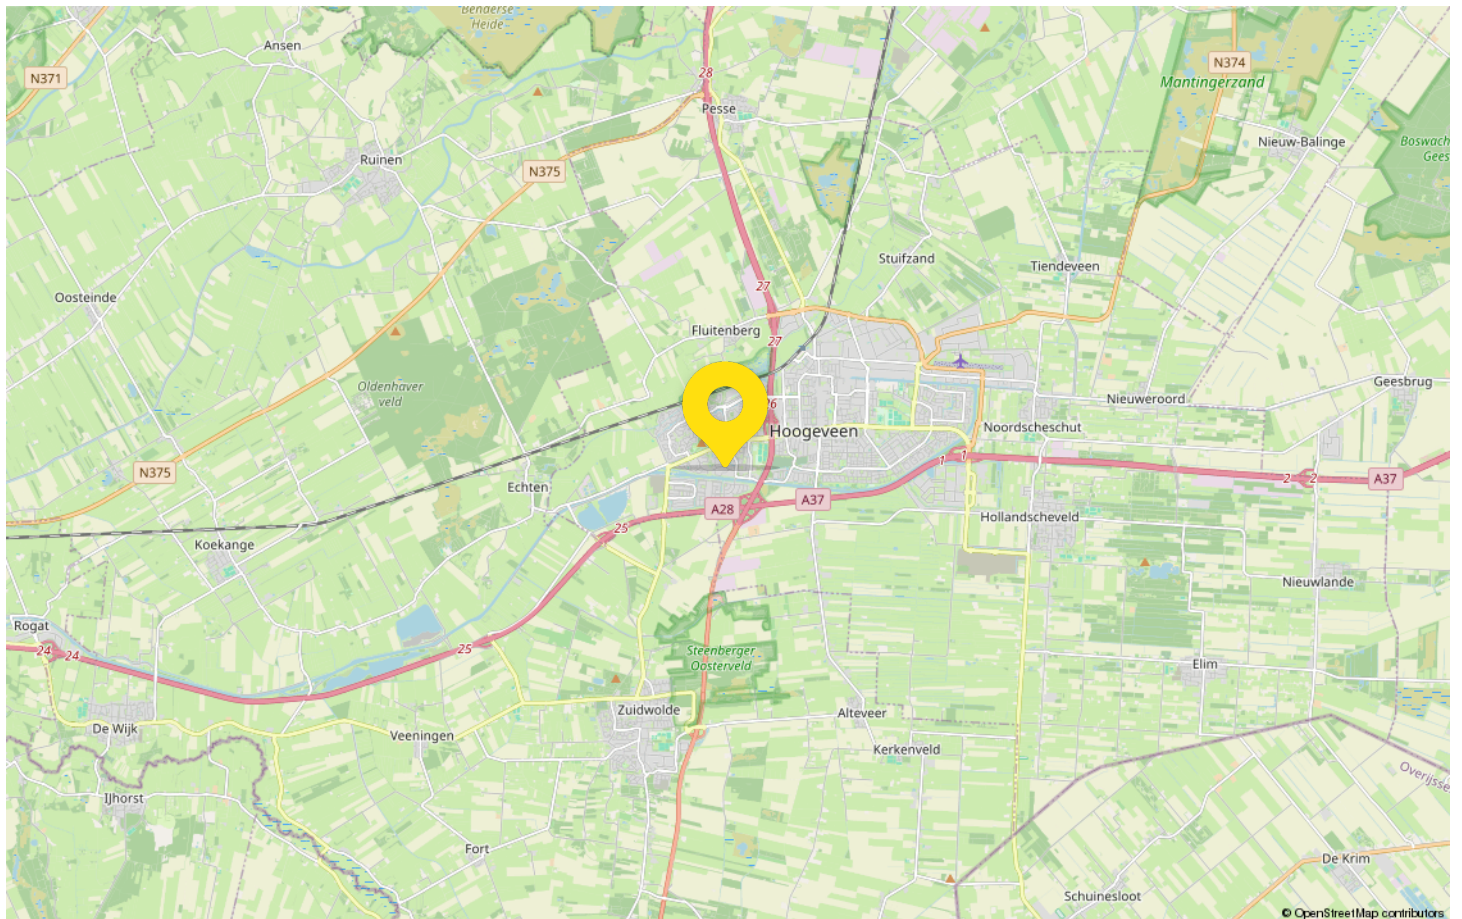 Benderse
Heide
Ansen
N371
28
N374
Mantingerzand
Pesse
Nieuw-Balinge
Boswach
Gees
Ruinen
N375
Stuifzand
Tiendeveen
27
Oosteinde
Fluitenberg
27
Oldenhaver
veld
Geesbrug
Nieuweroord
26
Hoogeveen
Noordscheschut
1
1
N375
2
2
A37
Echten
A28
A37
25
Hollandscheveld
Koekange
Nieuwlande
Rogat
24
24
25
Steenberger
Oosterveld
Elim
Zuidwolde
Alteveer
De Wijk
Veeningen
Kerkenveld
Overijsse
IJhorst
Fort
De Krim
Schuinesloot
© OpenStreetMap contributors